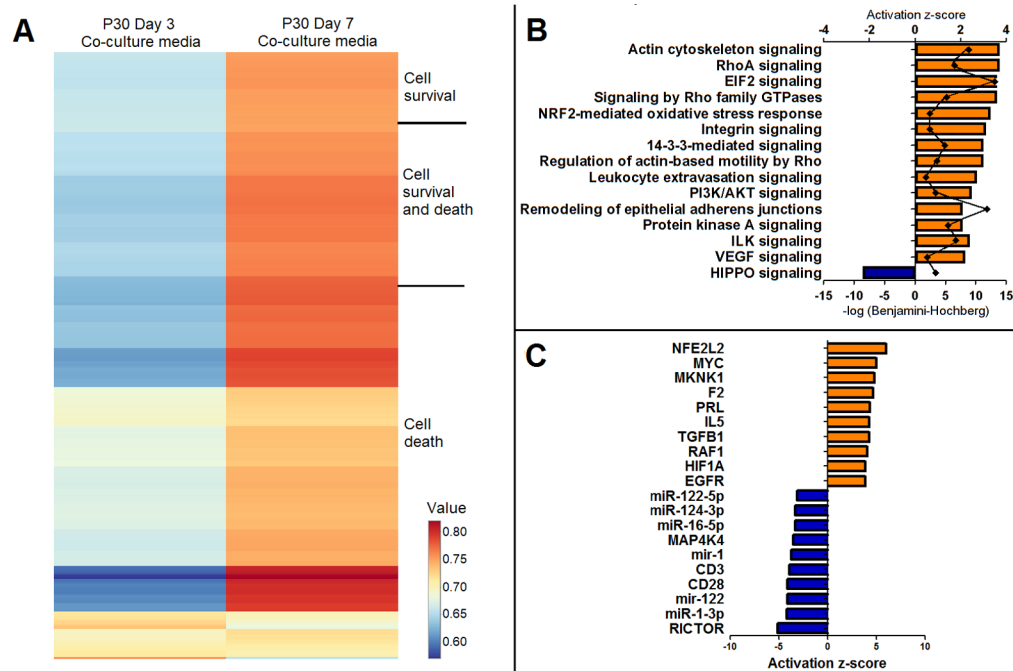 A
P30 Day 3
Co-culture media
P30 Day 7
Co-culture media
Cell
survival
Cell
survival
and death
Cell
death
Value
0.80
0.75
0.70
0.65
0.60
B
Activation z-score
-4 -2 0 2 4
Actin cytoskeleton signaling
RhoA signaling
EIF2 signaling
Signaling by Rho family GTPases
NRF2-mediated oxidative stress response
Integrin signaling
14-3-3-mediated signaling
Regulation of actin-based motility by Rho
Leukocyte extravasation signaling
PI3K/AKT signaling
Remodeling of epithelial adherens junctions
Protein kinase A signaling
ILK signaling
VEGF signaling
HIPPO signaling
-15 -10 -5 0 5 10 15
-log (Benjamini-Hochberg)
C
NFE2L2
MYC
MKNK1
F2
PRL
IL5
TGFB1
RAF1
HIF1A
EGFR
miR-122-5p
miR-124-3p
miR-16-5p
MAP4K4
mir-1
CD3
CD28
mir-122
miR-1-3p
RICTOR
-10 -5 0 5 10
Activation z-score